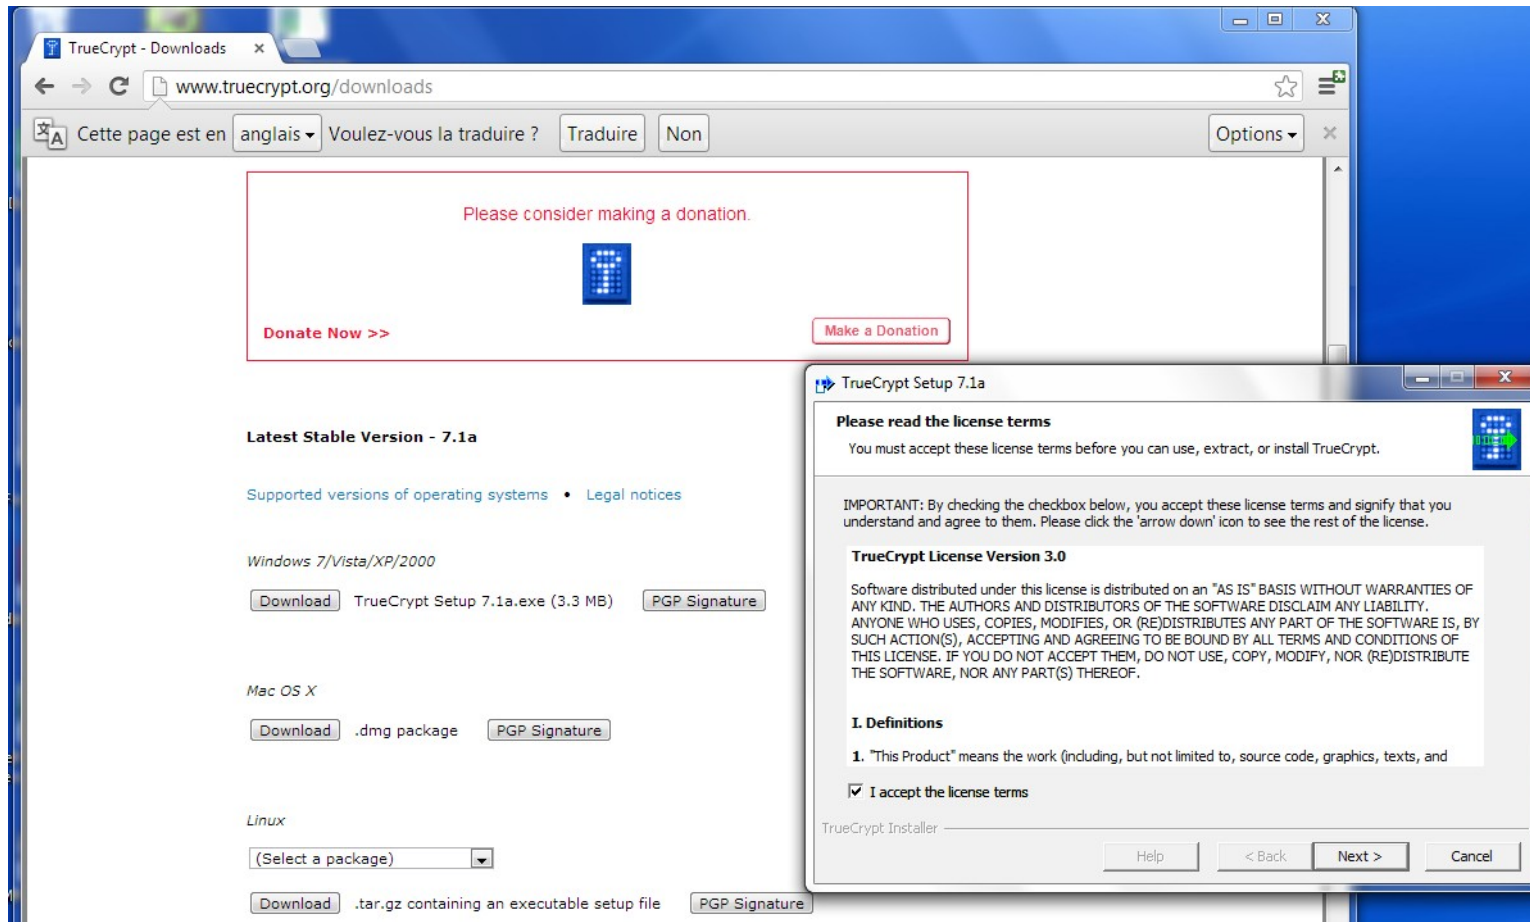 TrueCrypt - Downloads
www.truecrypt.org/downloads
Cette page est en anglais Voulez-vous la traduire ? Traduire Non Options
Please consider making a donation.
Donate Now >> Make a Donation
Latest Stable Version - 7.1a
Supported versions of operating systems • Legal notices
Windows 7/Vista/XP/2000
Download TrueCrypt Setup 7.1a.exe (3.3 MB) PGP Signature
Mac OS X
Download .dmg package PGP Signature
Linux
(Select a package)
Download .tar.gz containing an executable setup file PGP Signature
TrueCrypt Setup 7.1a
Please read the license terms
You must accept these license terms before you can use, extract, or install TrueCrypt.
IMPORTANT: By checking the checkbox below, you accept these license terms and signify that you
understand and agree to them. Please click the 'arrow down' icon to see the rest of the license.
TrueCrypt License Version 3.0
Software distributed under this license is distributed on an "AS IS" BASIS WITHOUT WARRANTIES OF
ANY KIND. THE AUTHORS AND DISTRIBUTORS OF THE SOFTWARE DISCLAIM ANY LIABILITY.
ANYONE WHO USES, COPIES, MODIFIES, OR (RE)DISTRIBUTES ANY PART OF THE SOFTWARE IS, BY
SUCH ACTION(S), ACCEPTING AND AGREEING TO BE BOUND BY ALL TERMS AND CONDITIONS OF
THIS LICENSE. IF YOU DO NOT ACCEPT THEM, DO NOT USE, COPY, MODIFY, NOR (RE)DISTRIBUTE
THE SOFTWARE, NOR ANY PART(S) THEREOF.
I. Definitions
1. "This Product" means the work (including, but not limited to, source code, graphics, texts, and
I accept the license terms
TrueCrypt Installer
Help < Back Next > Cancel